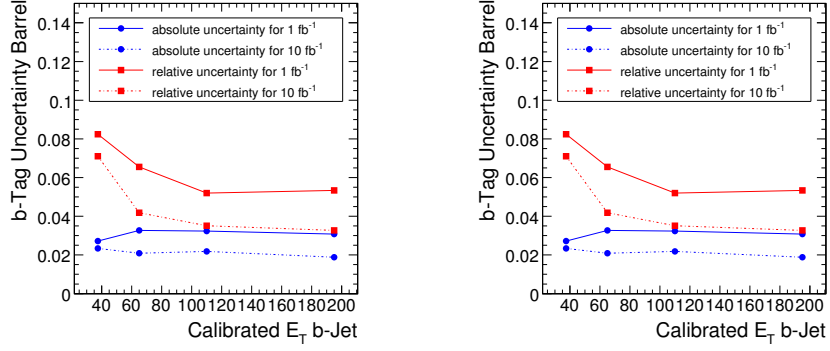 b-Tag Uncertainty Barrel
0.14
0.12
0.1
0.08
0.06
0.04
0.02
0
absolute uncertainty for 1 fb⁻¹
absolute uncertainty for 10 fb⁻¹
relative uncertainty for 1 fb⁻¹
relative uncertainty for 10 fb⁻¹
40 60 80 100 120 140 160 180 200
Calibrated E_T b-Jet
b-Tag Uncertainty Barrel
0.14
0.12
0.1
0.08
0.06
0.04
0.02
0
absolute uncertainty for 1 fb⁻¹
absolute uncertainty for 10 fb⁻¹
relative uncertainty for 1 fb⁻¹
relative uncertainty for 10 fb⁻¹
40 60 80 100 120 140 160 180 200
Calibrated E_T b-Jet